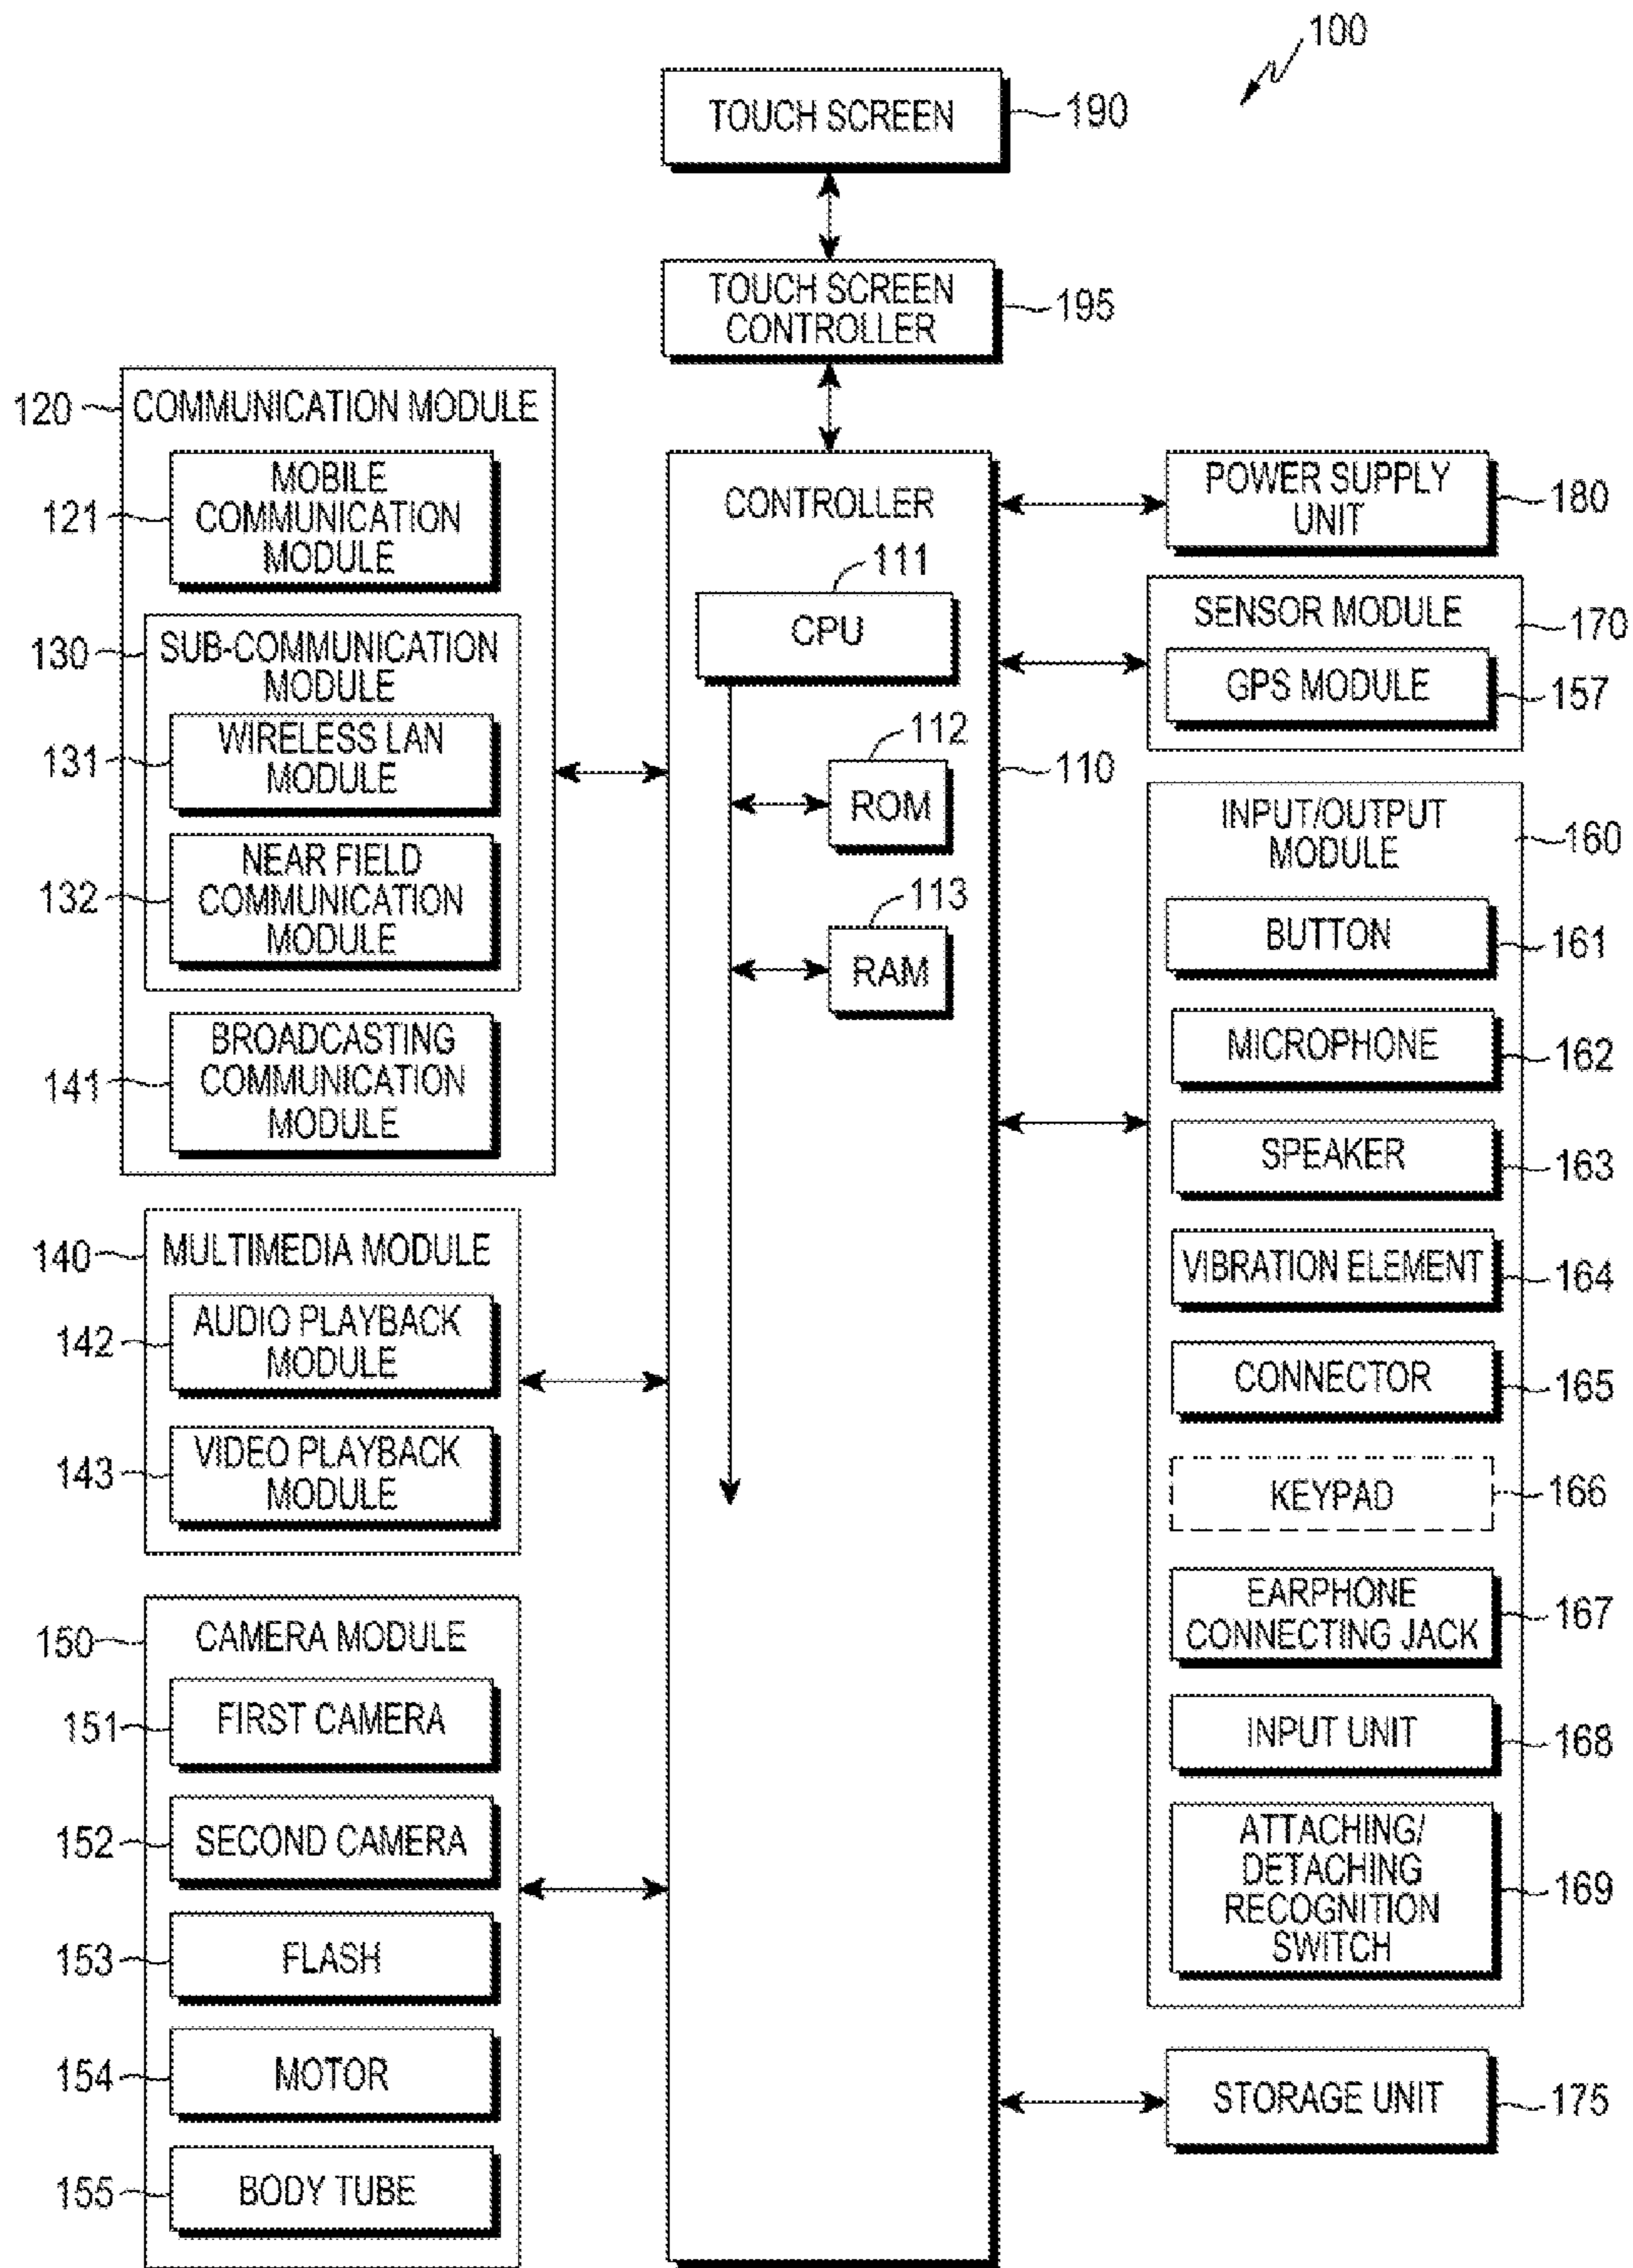 100
TOUCH SCREEN
190
TOUCH SCREEN
CONTROLLER
195
120
COMMUNICATION MODULE
121
MOBILE
COMMUNICATION
MODULE
130
SUB-COMMUNICATION
MODULE
131
WIRELESS LAN
MODULE
132
NEAR FIELD
COMMUNICATION
MODULE
141
BROADCASTING
COMMUNICATION
MODULE
140
MULTIMEDIA MODULE
142
AUDIO PLAYBACK
MODULE
143
VIDEO PLAYBACK
MODULE
150
CAMERA MODULE
151
FIRST CAMERA
152
SECOND CAMERA
153
FLASH
154
MOTOR
155
BODY TUBE
CONTROLLER
111
CPU
112
ROM
113
RAM
110
POWER SUPPLY
UNIT
180
SENSOR MODULE
170
GPS MODULE
157
INPUT/OUTPUT
MODULE
160
BUTTON
161
MICROPHONE
162
SPEAKER
163
VIBRATION ELEMENT
164
CONNECTOR
165
KEYPAD
166
EARPHONE
CONNECTING JACK
167
INPUT UNIT
168
ATTACHING/
DETACHING
RECOGNITION
SWITCH
169
STORAGE UNIT
175